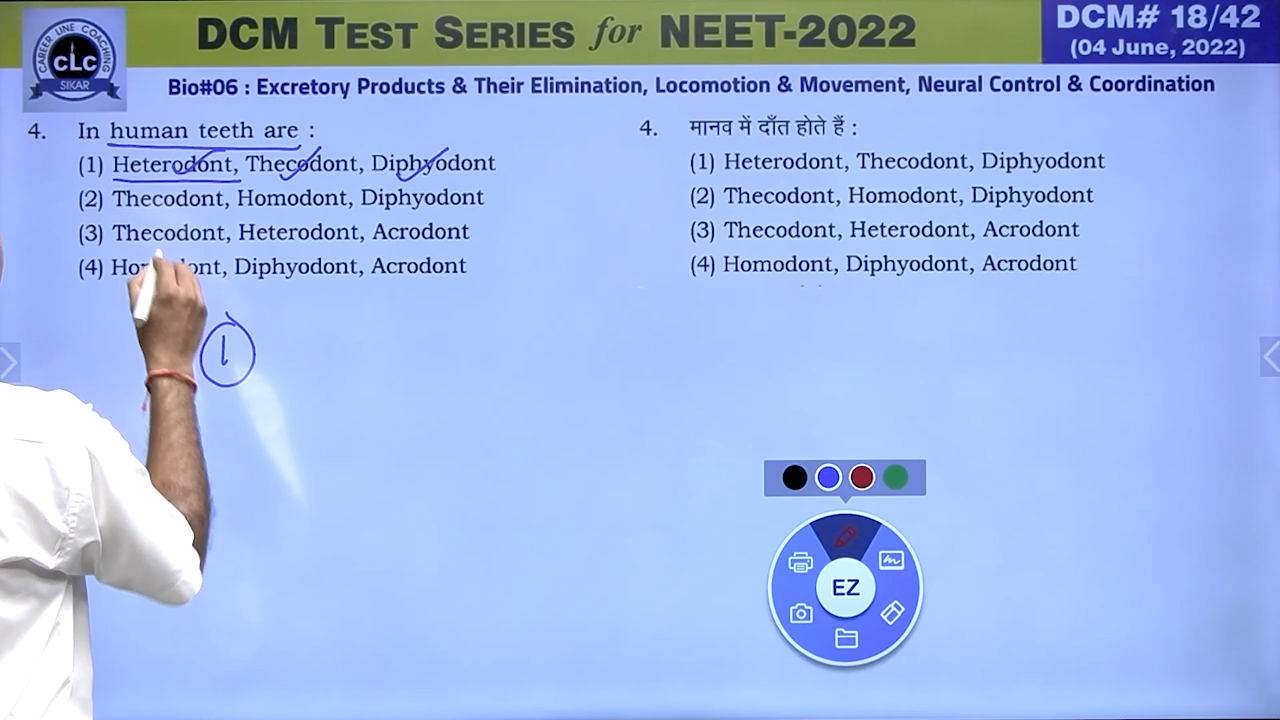 DCM TEST SERIES for NEET-2022
DCM# 18/42
(04 June, 2022)
CAREER LINE COACHING
CLC
SIKAR
Bio#06 : Excretory Products & Their Elimination, Locomotion & Movement, Neural Control & Coordination
4. In human teeth are :
(1) Heterodont, Thecodont, Diphyodont
(2) Thecodont, Homodont, Diphyodont
(3) Thecodont, Heterodont, Acrodont
(4) Diphyodont, Acrodont
1
4. मानव में दाँत होते हैं :
(1) Heterodont, Thecodont, Diphyodont
(2) Thecodont, Homodont, Diphyodont
(3) Thecodont, Heterodont, Acrodont
(4) Homodont, Diphyodont, Acrodont
EZ